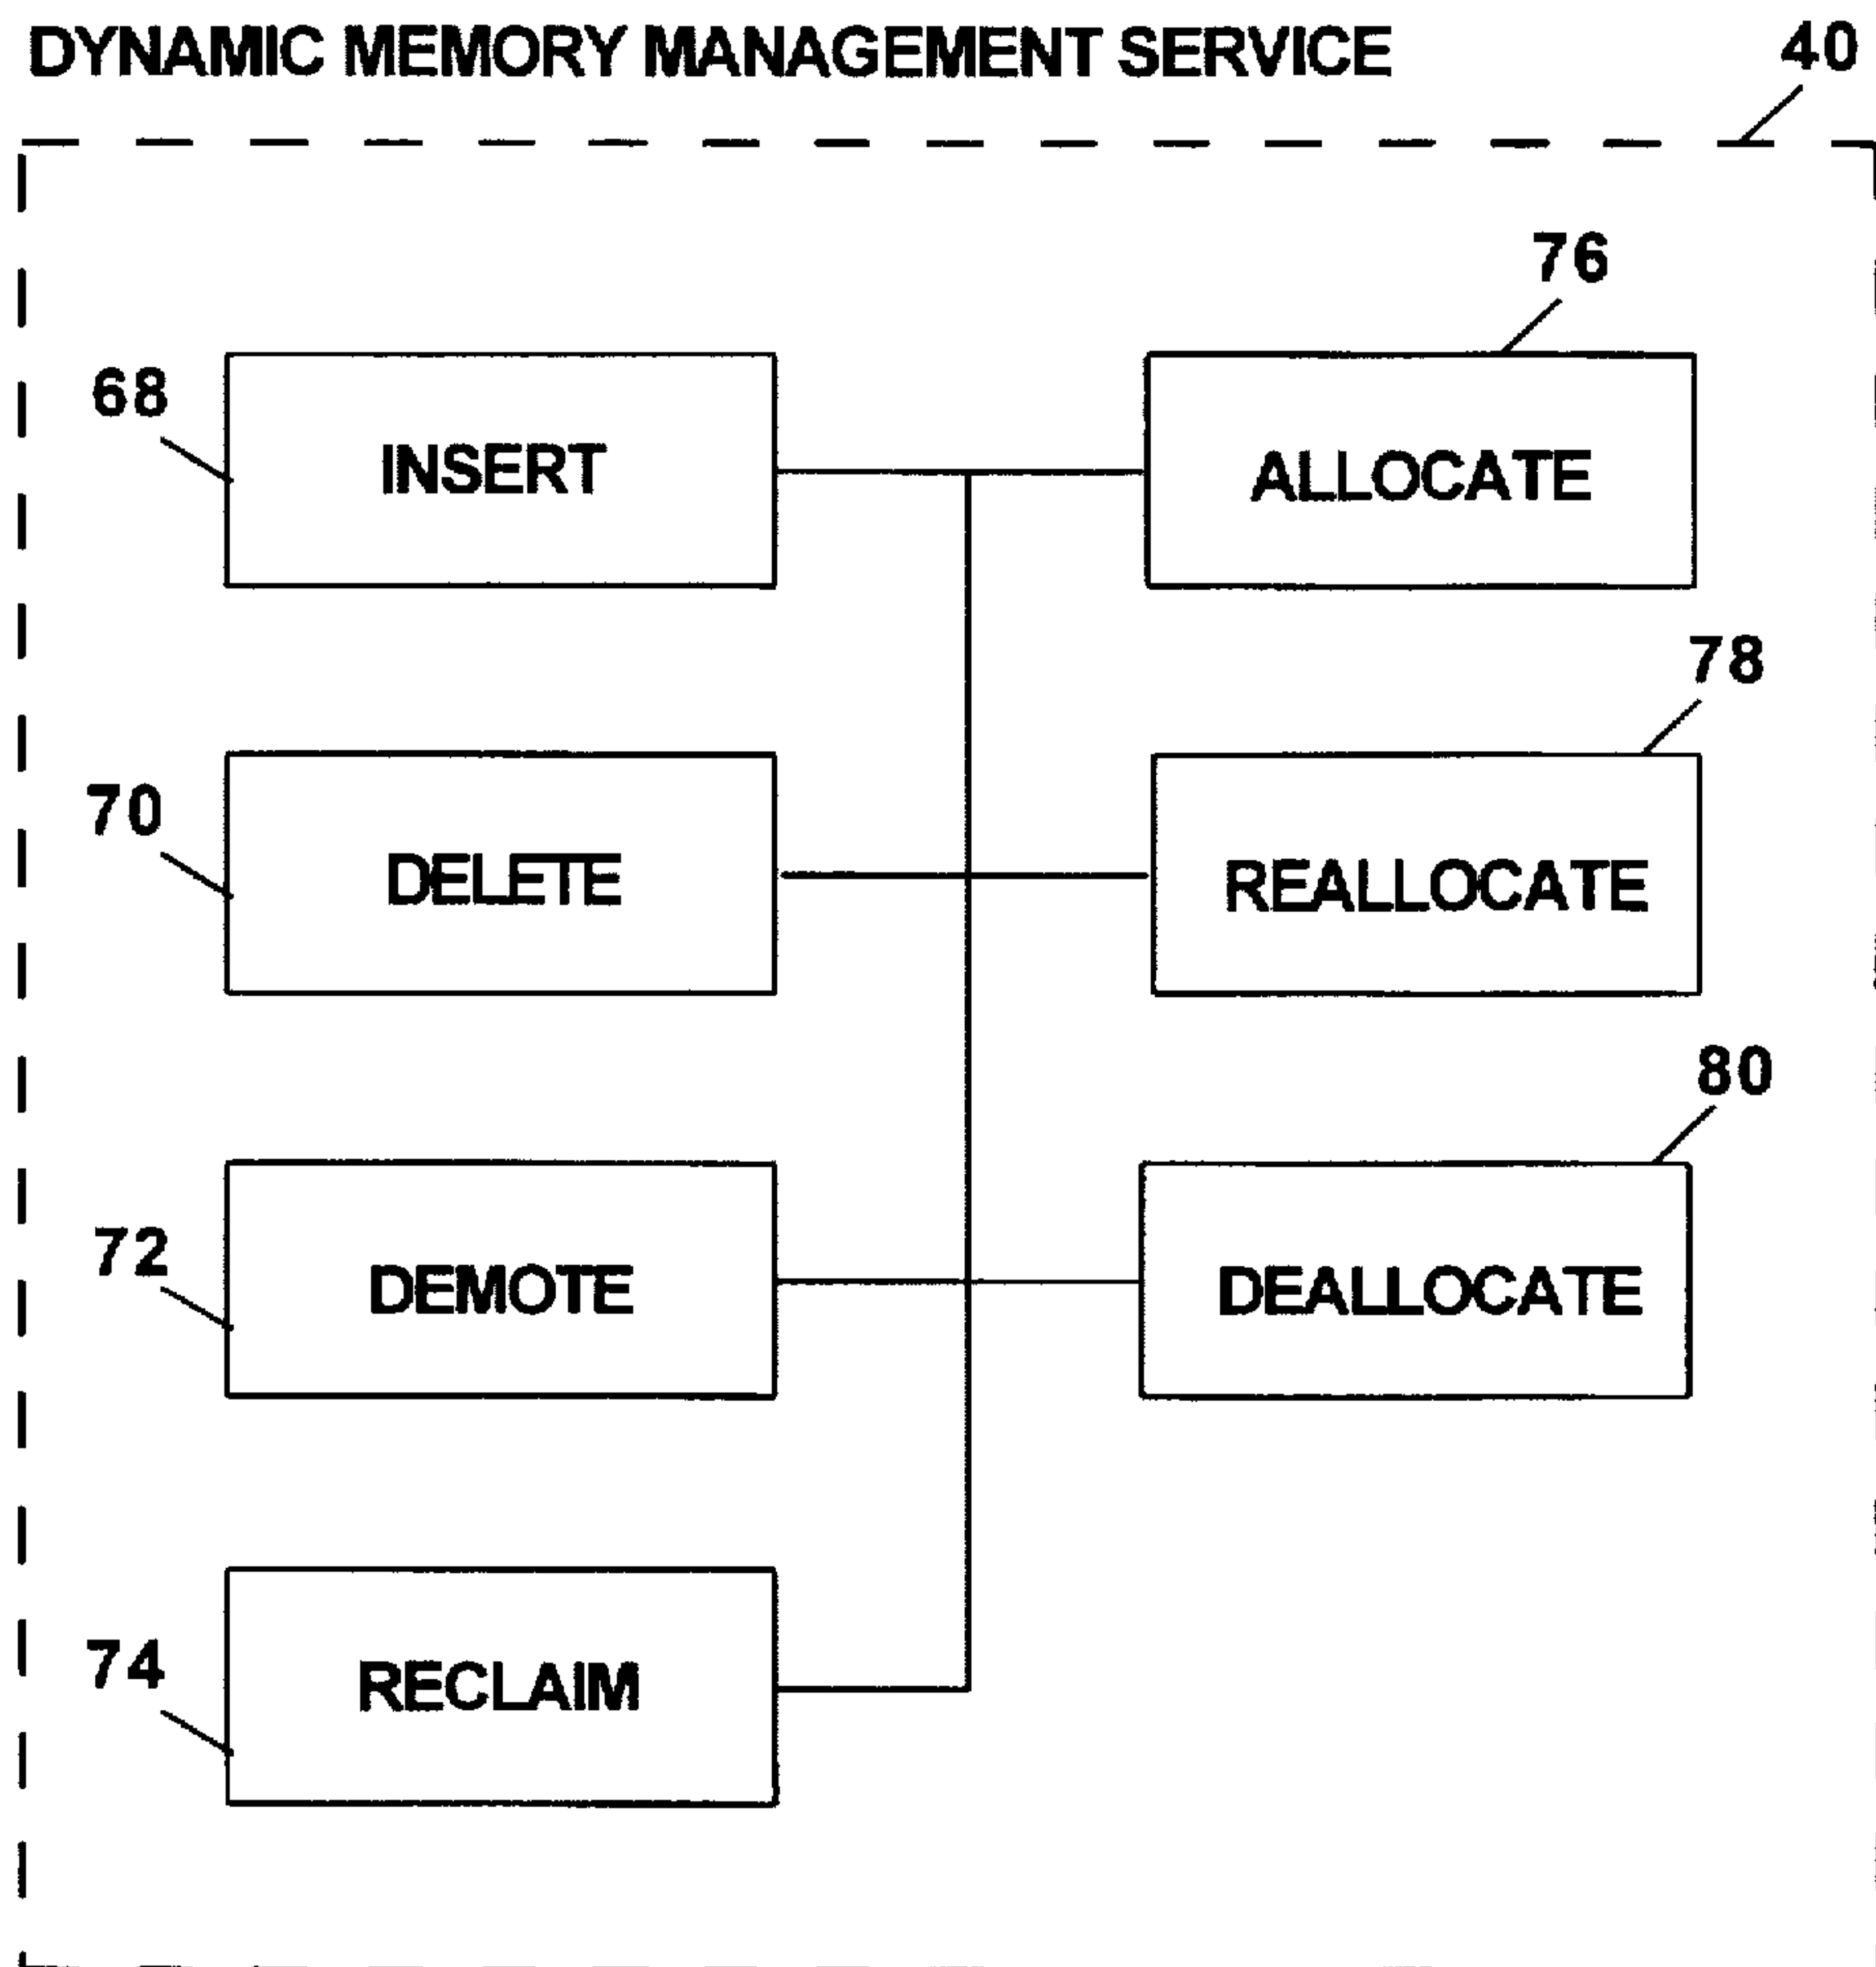 DYNAMIC MEMORY MANAGEMENT SERVICE 40
76
68
INSERT
ALLOCATE
78
70
DELETE
REALLOCATE
80
72
DEMOTE
DEALLOCATE
74
RECLAIM